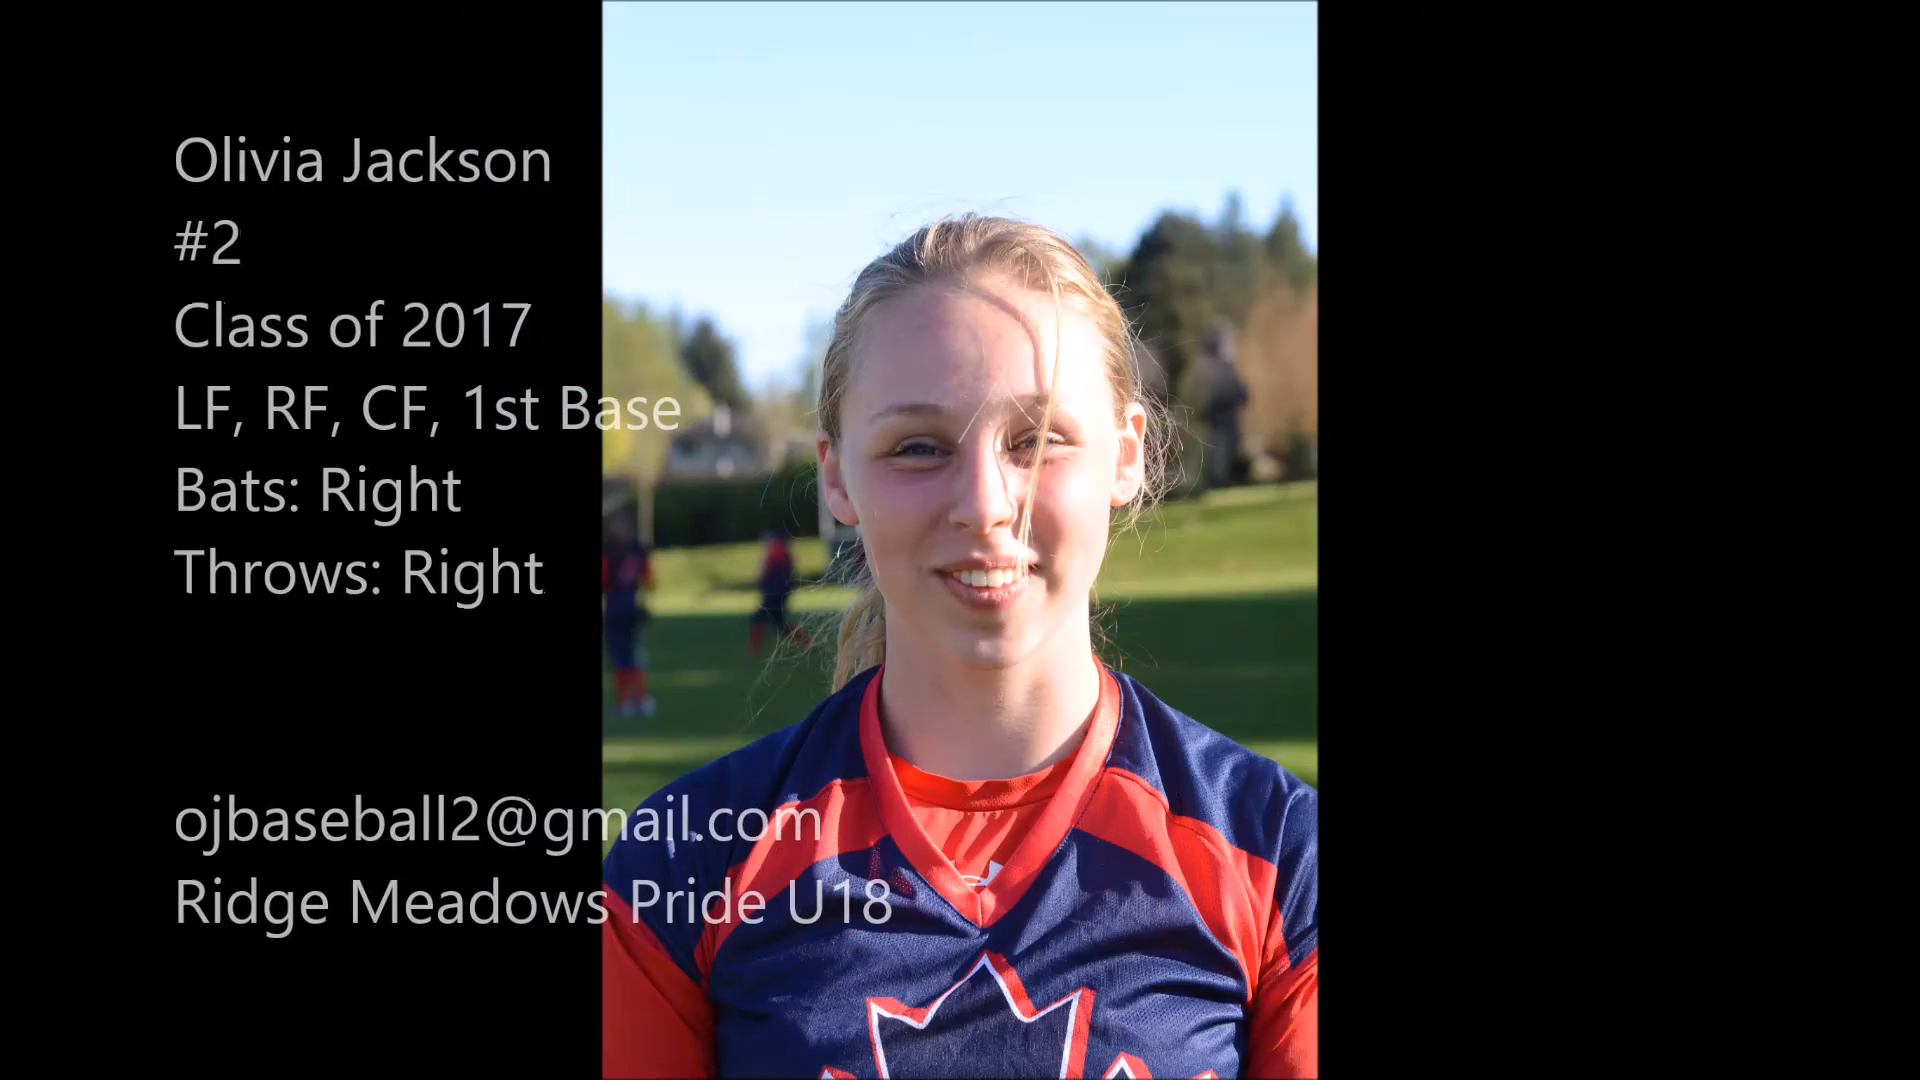 Olivia Jackson
#2
Class of 2017
LF, RF, CF, 1st Base
Bats: Right
Throws: Right
ojbaseball2@gmail.com
Ridge Meadows Pride U18